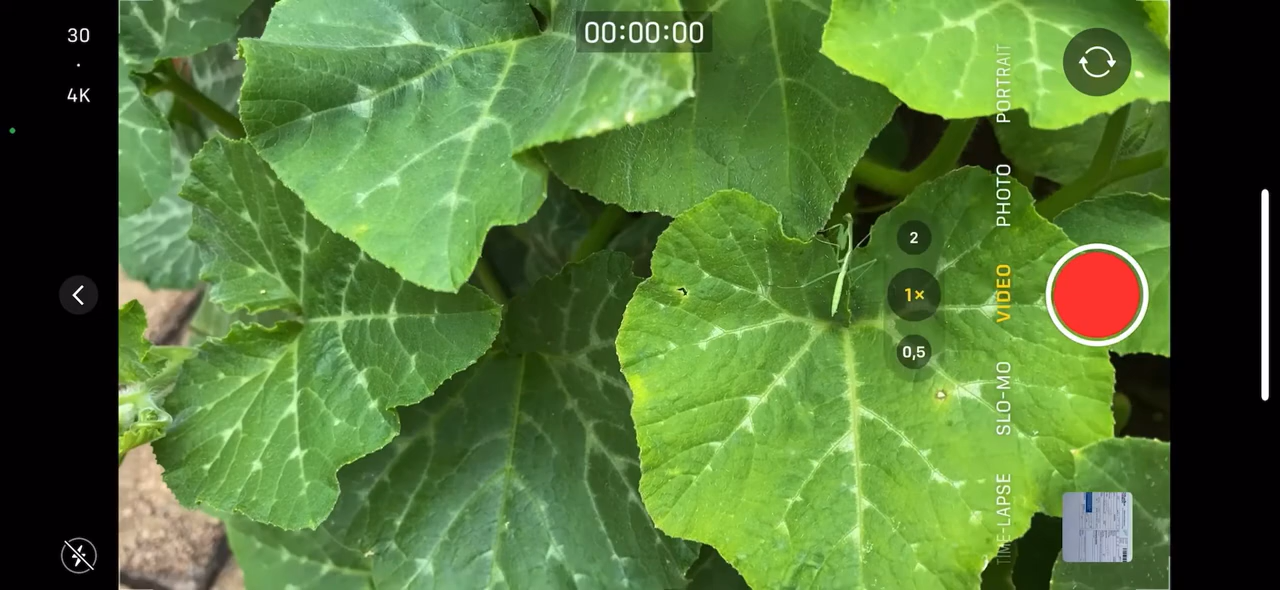 30
4K
00:00:00
PORTRAIT
PHOTO
VIDEO
SLO-MO
TIME-LAPSE
2
1×
0,5